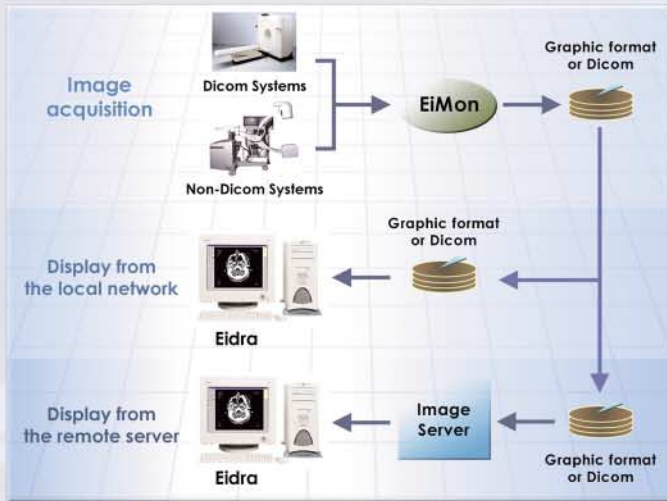 Graphic format
or Dicom
Image
acquisition
Dicom Systems
EiMon
Non-Dicom Systems
Graphic format
or Dicom
Display from
the local network
Eidra
Display from
the remote server
Image
Server
Eidra
Graphic format
or Dicom